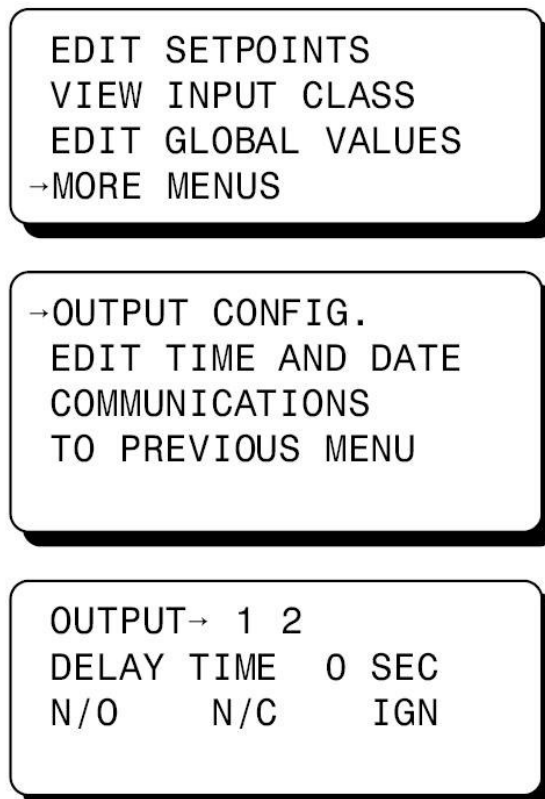 EDIT SETPOINTS
VIEW INPUT CLASS
EDIT GLOBAL VALUES
→MORE MENUS
→OUTPUT CONFIG.
EDIT TIME AND DATE
COMMUNICATIONS
TO PREVIOUS MENU
OUTPUT→ 1 2
DELAY TIME 0 SEC
N/O N/C IGN